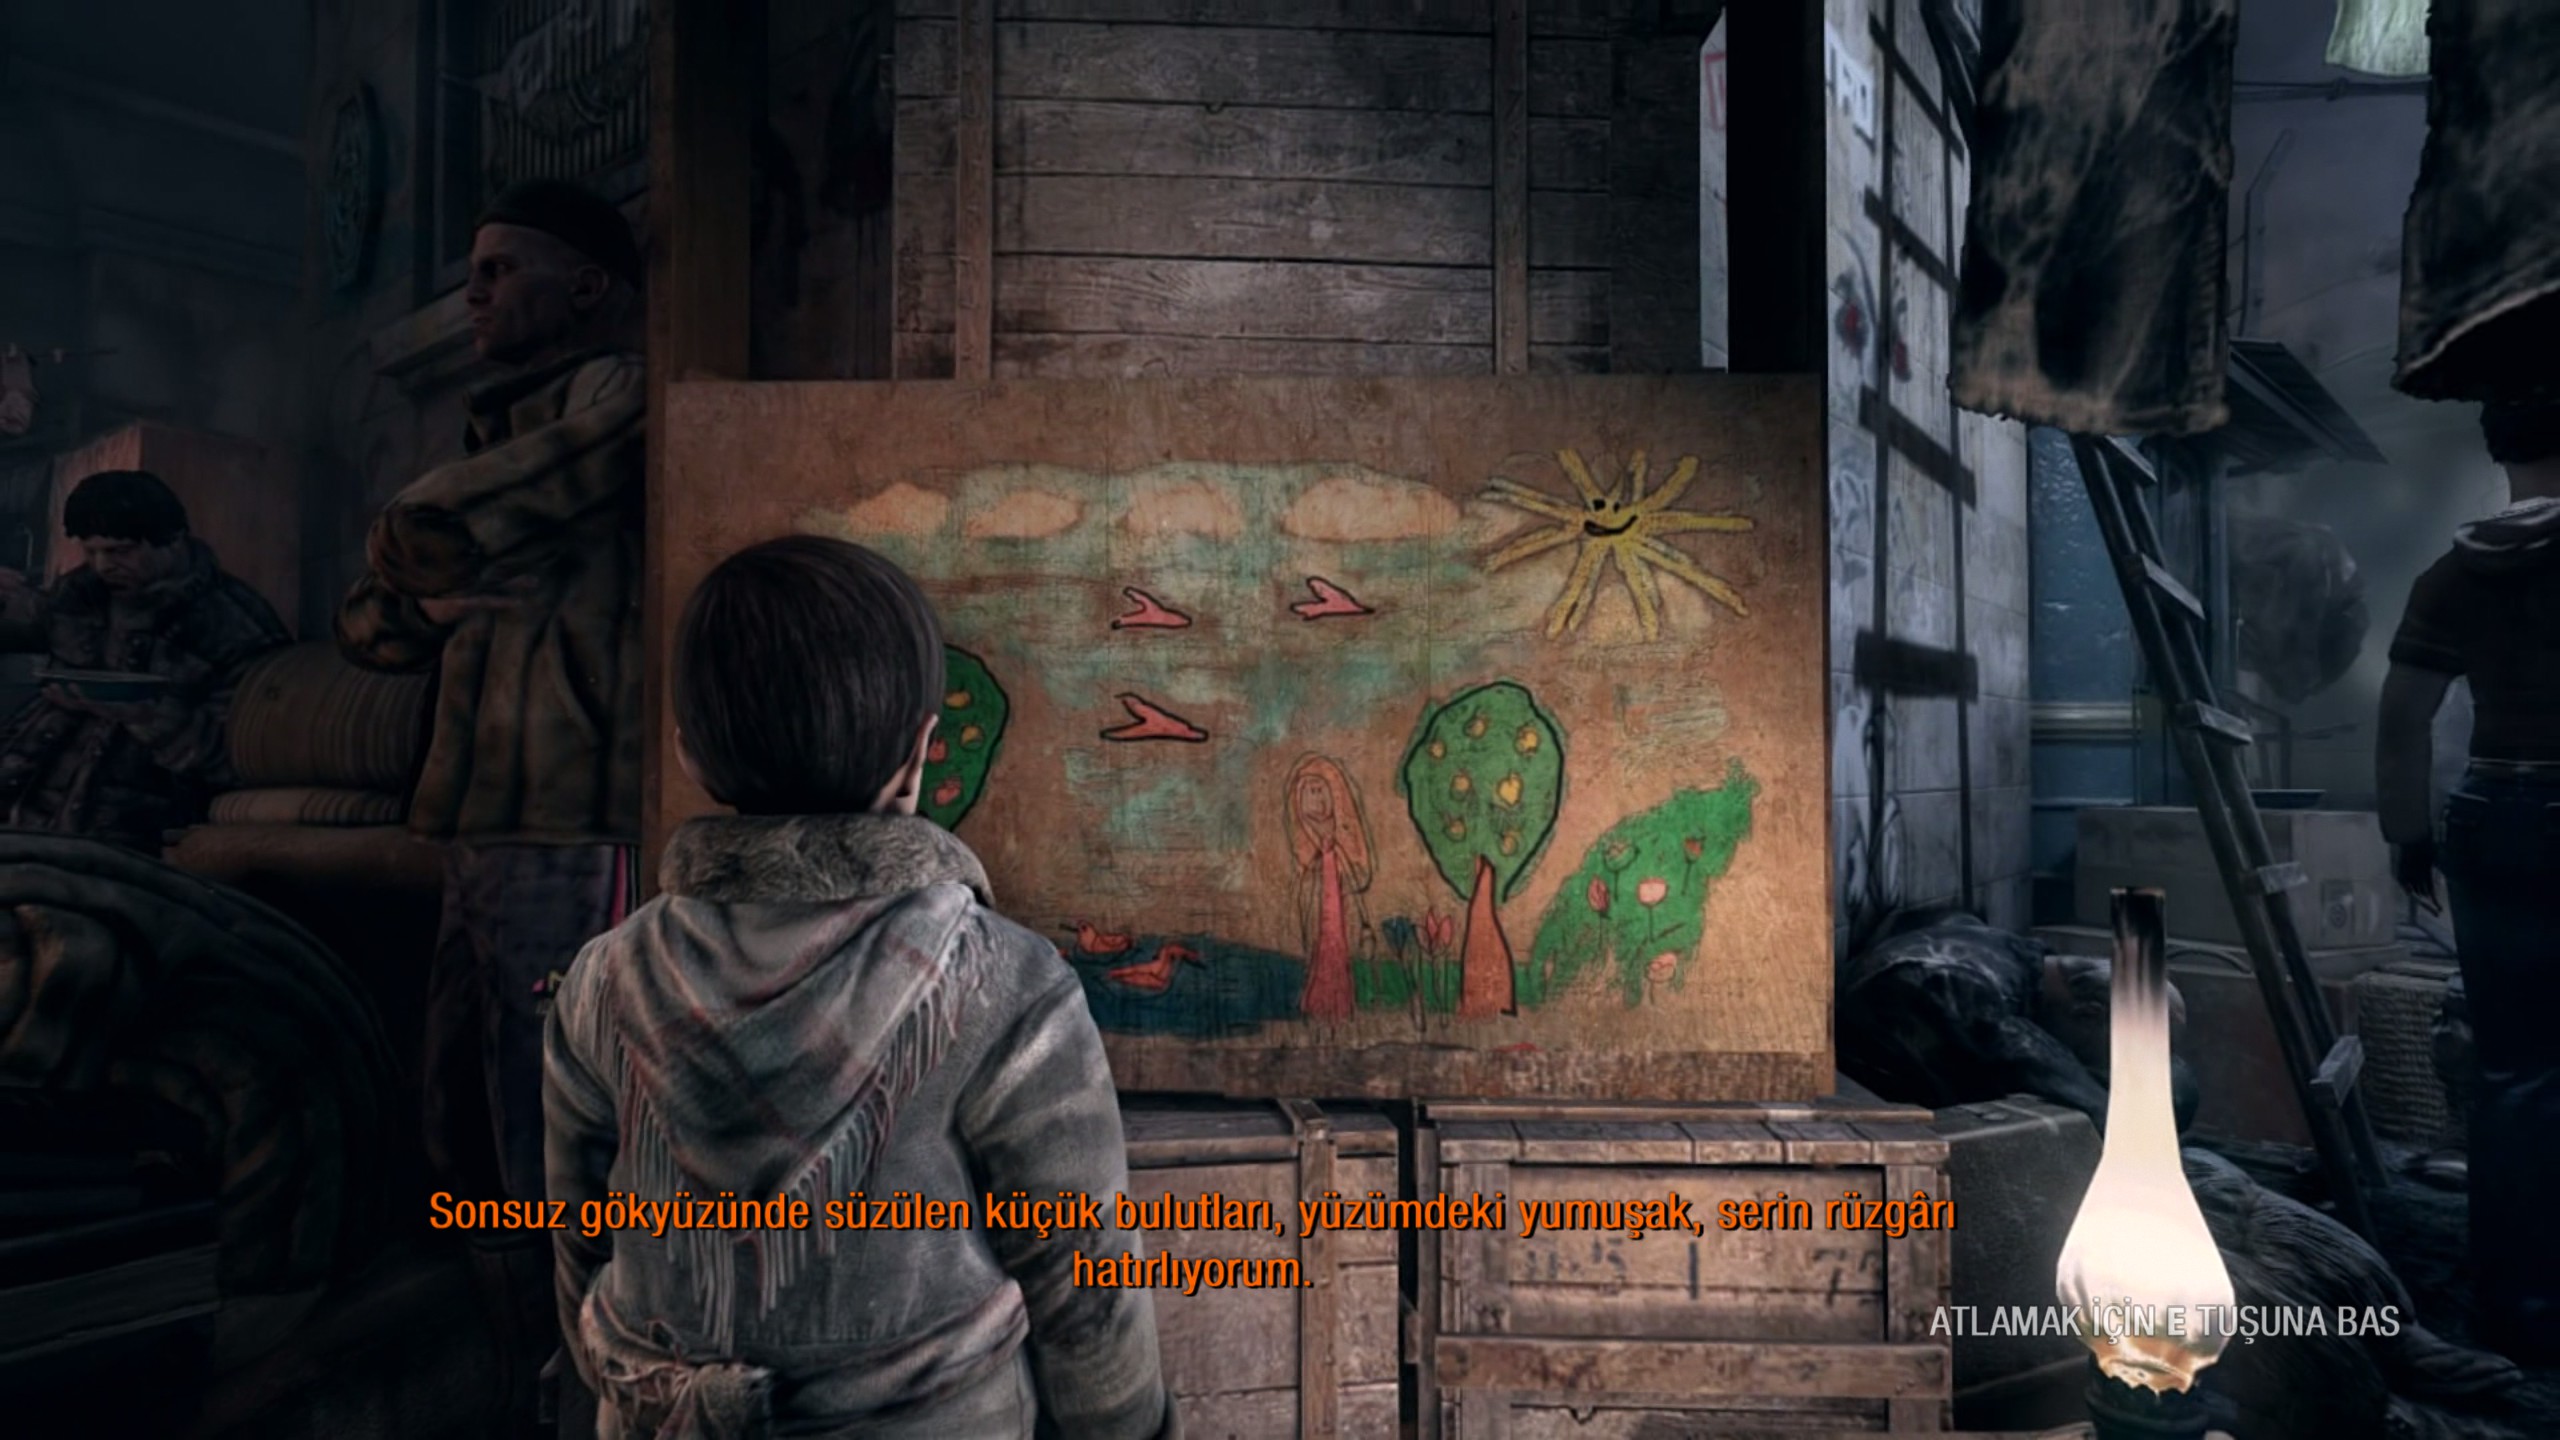 Sonsuz gökyüzünde süzülen küçük bulutları, yüzümdeki yumuşak, serin rüzgârı
hatırlıyorum.
ATLAMAK İÇİN E TUŞUNA BAS